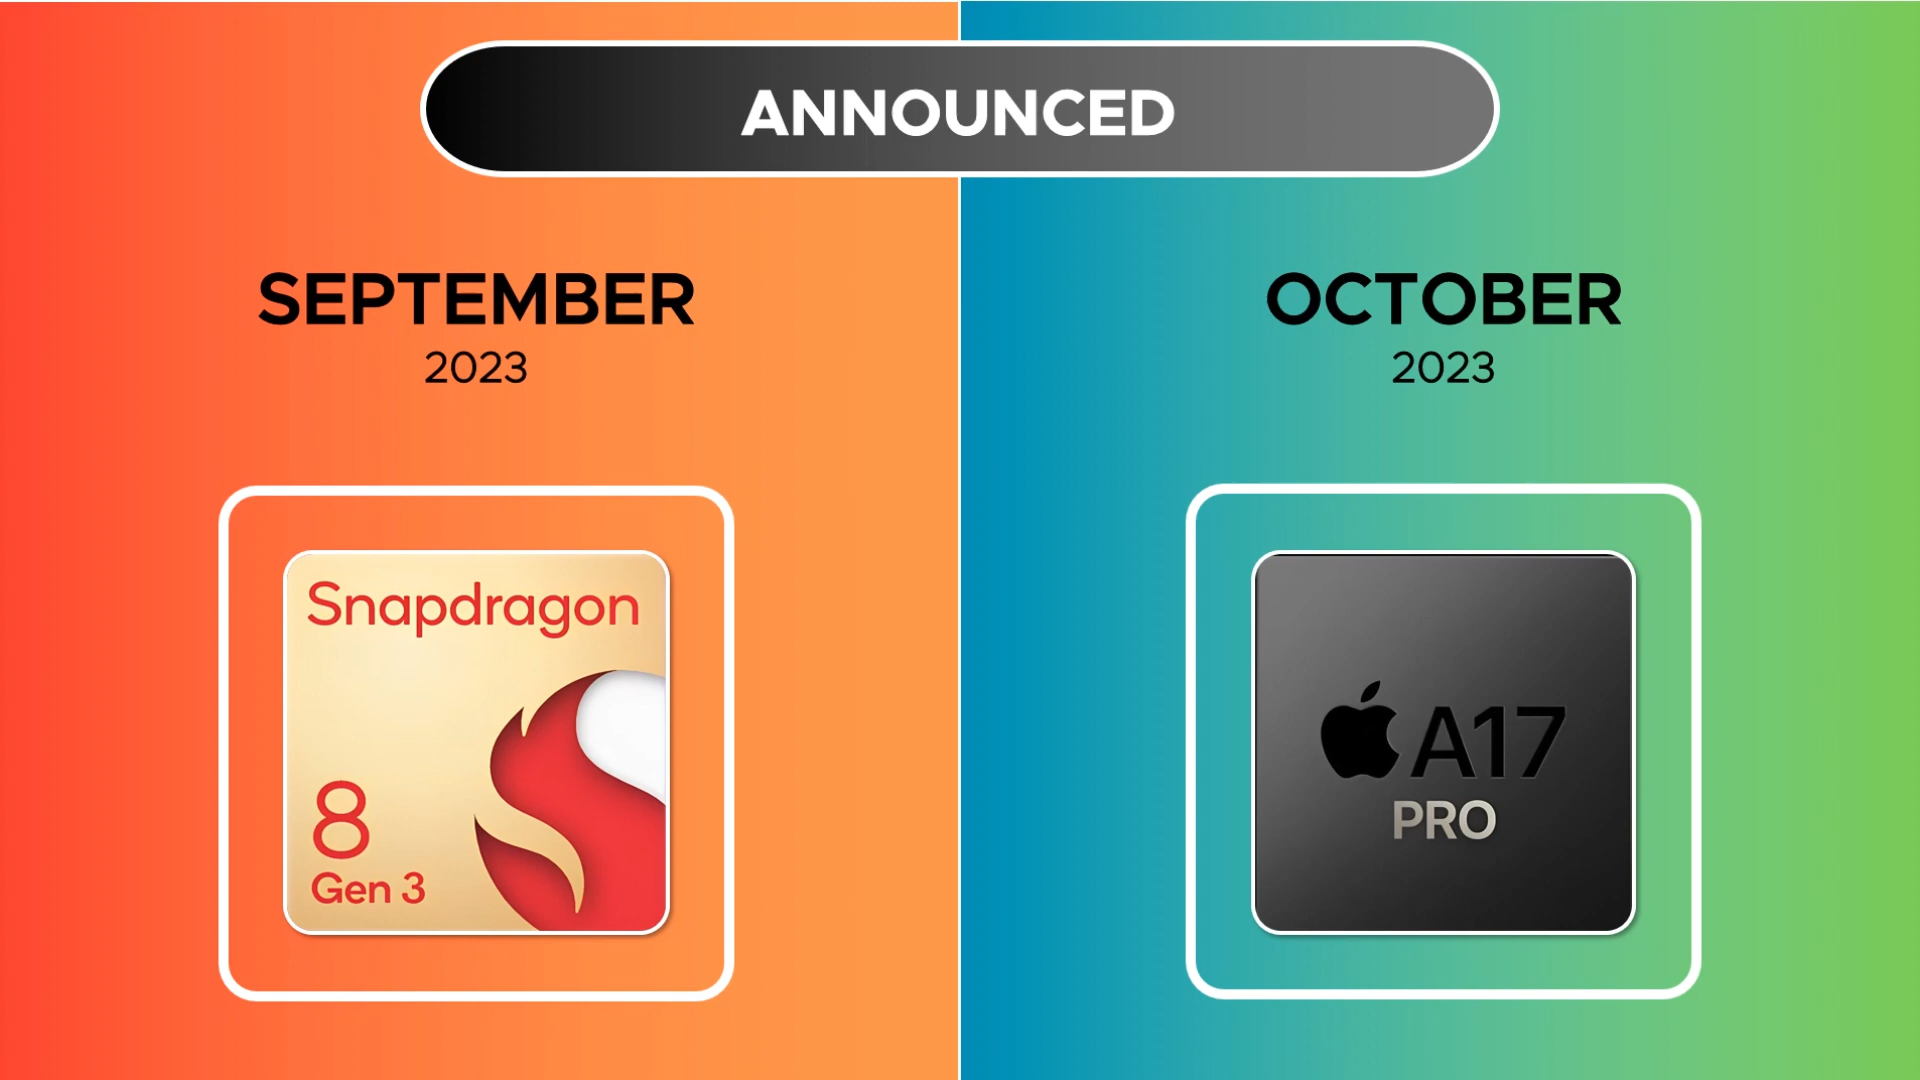 ANNOUNCED
SEPTEMBER
2023
Snapdragon
8
Gen 3
OCTOBER
2023
A17
PRO